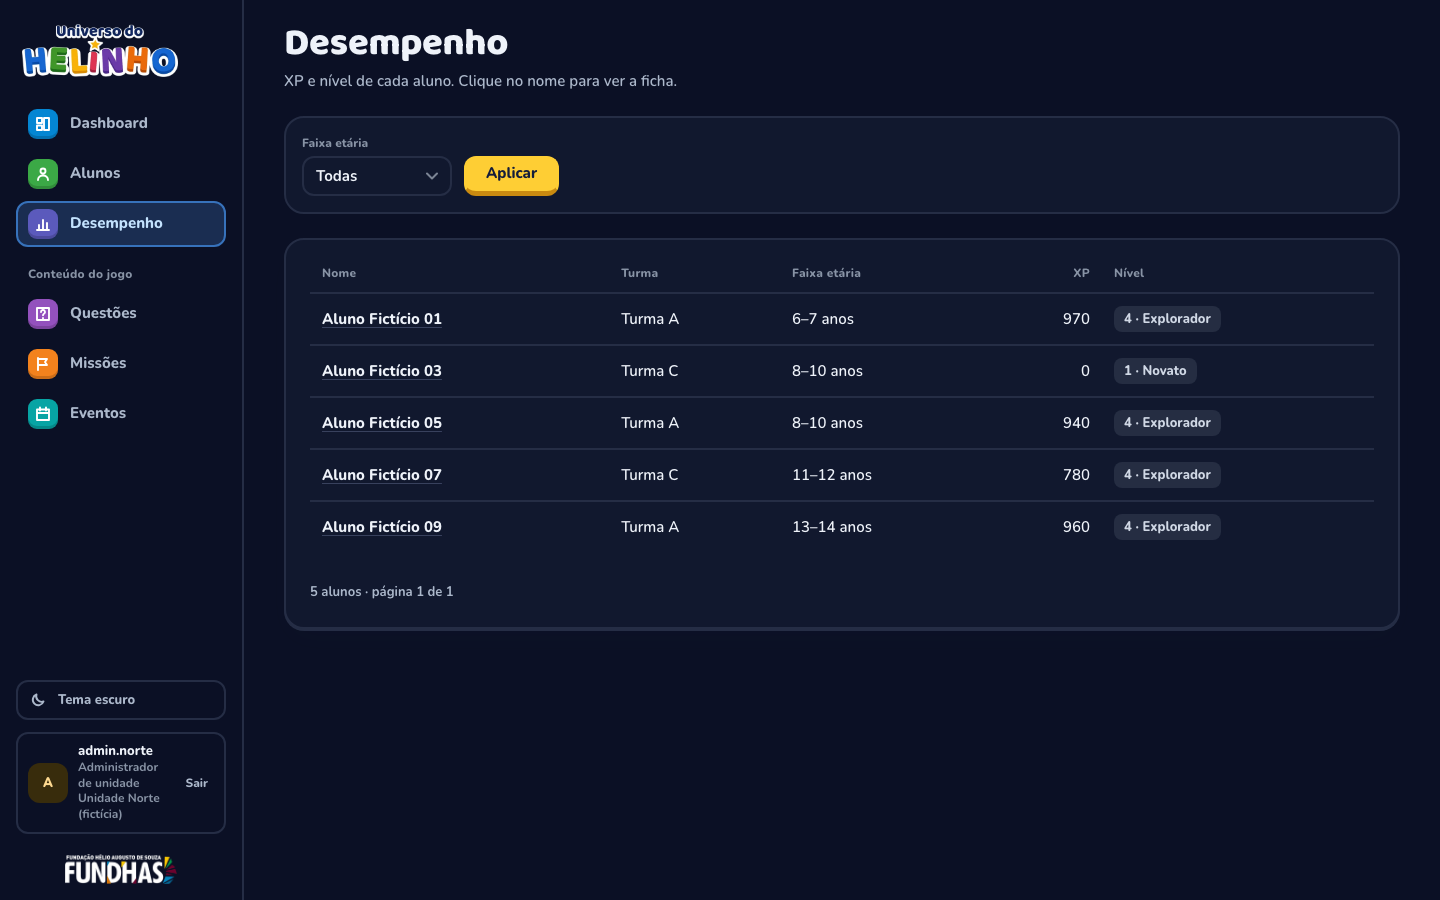 Universo do
HELINHO
Dashboard
Alunos
Desempenho
Conteúdo do jogo
Questões
Missões
Eventos
Tema escuro
A
admin.norte
Administrador
de unidade
Unidade Norte
(fictícia)
Sair
FUNDAÇÃO HÉLIO AUGUSTO DE SOUZA
FUNDHAS
Desempenho
XP e nível de cada aluno. Clique no nome para ver a ficha.
Faixa etária
Todas
Aplicar
Nome Turma Faixa etária XP Nível
Aluno Fictício 01 Turma A 6–7 anos 970 4 · Explorador
Aluno Fictício 03 Turma C 8–10 anos 0 1 · Novato
Aluno Fictício 05 Turma A 8–10 anos 940 4 · Explorador
Aluno Fictício 07 Turma C 11–12 anos 780 4 · Explorador
Aluno Fictício 09 Turma A 13–14 anos 960 4 · Explorador
5 alunos · página 1 de 1